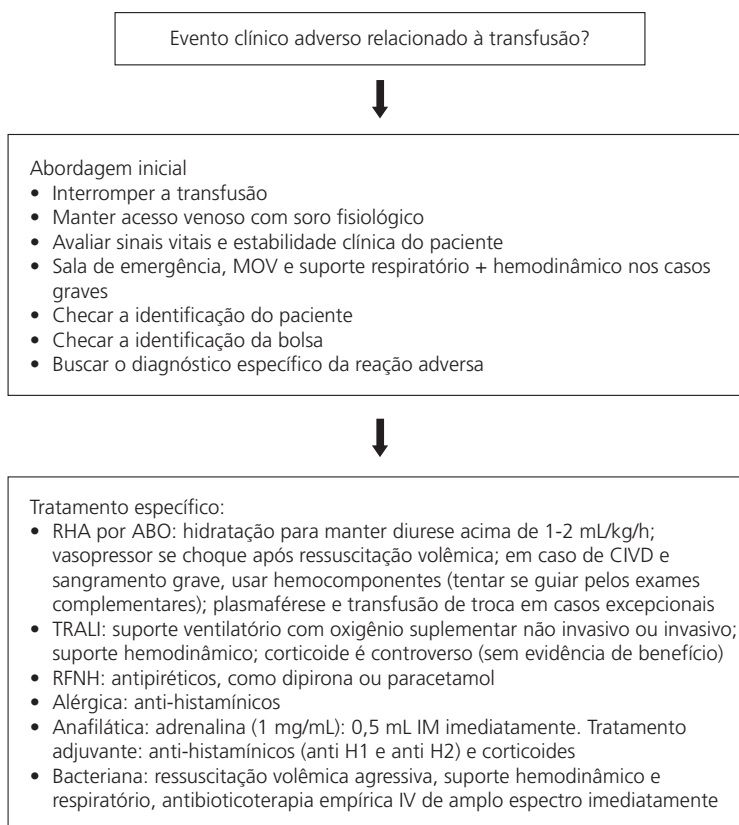 Evento clínico adverso relacionado à transfusão?
Abordagem inicial
• Interromper a transfusão
• Manter acesso venoso com soro fisiológico
• Avaliar sinais vitais e estabilidade clínica do paciente
• Sala de emergência, MOV e suporte respiratório + hemodinâmico nos casos
graves
• Checar a identificação do paciente
• Checar a identificação da bolsa
• Buscar o diagnóstico específico da reação adversa
Tratamento específico:
• RHA por ABO: hidratação para manter diurese acima de 1-2 mL/kg/h;
vasopressor se choque após ressuscitação volêmica; em caso de CIVD e
sangramento grave, usar hemocomponentes (tentar se guiar pelos exames
complementares); plasmaférese e transfusão de troca em casos excepcionais
• TRALI: suporte ventilatório com oxigênio suplementar não invasivo ou invasivo;
suporte hemodinâmico; corticoide é controverso (sem evidência de benefício)
• RFNH: antipiréticos, como dipirona ou paracetamol
• Alérgica: anti-histamínicos
• Anafilática: adrenalina (1 mg/mL): 0,5 mL IM imediatamente. Tratamento
adjuvante: anti-histamínicos (anti H1 e anti H2) e corticoides
• Bacteriana: ressuscitação volêmica agressiva, suporte hemodinâmico e
respiratório, antibioticoterapia empírica IV de amplo espectro imediatamente